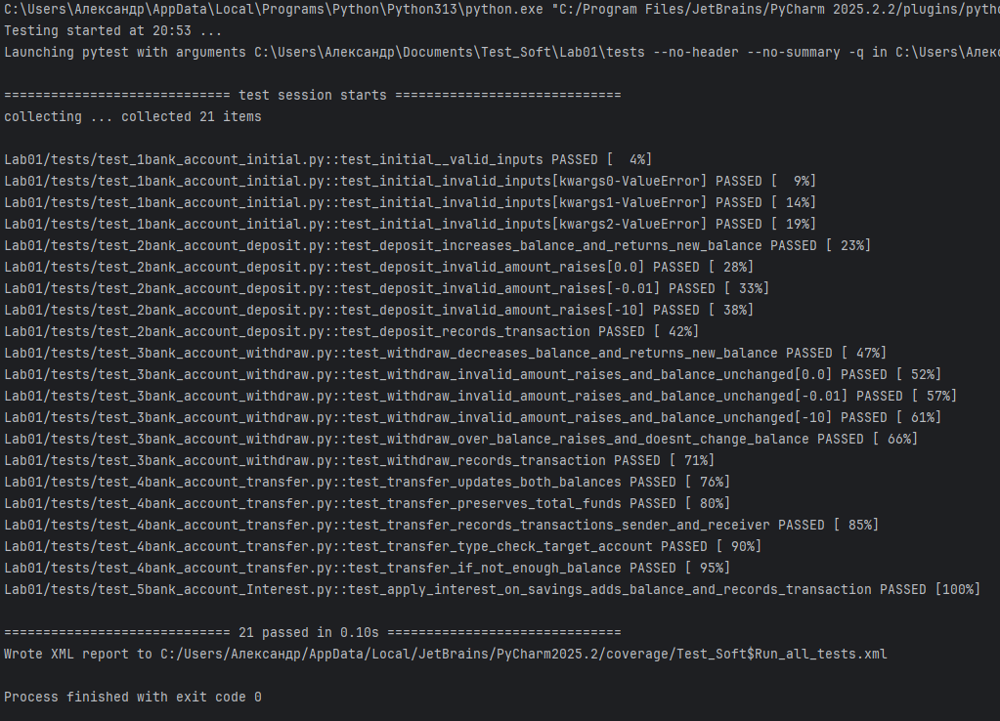 C:\Users\Александр\AppData\Local\Programs\Python\Python313\python.exe "C:/Program Files/JetBrains/PyCharm 2025.2.2/plugins/pytho
Testing started at 20:53 ...
Launching pytest with arguments C:\Users\Александр\Documents\Test_Soft\Lab01\tests --no-header --no-summary -q in C:\Users\Алекс
============================= test session starts =============================
collecting ... collected 21 items
Lab01/tests/test_1bank_account_initial.py::test_initial__valid_inputs PASSED [  4%]
Lab01/tests/test_1bank_account_initial.py::test_initial_invalid_inputs[kwargs0-ValueError] PASSED [  9%]
Lab01/tests/test_1bank_account_initial.py::test_initial_invalid_inputs[kwargs1-ValueError] PASSED [ 14%]
Lab01/tests/test_1bank_account_initial.py::test_initial_invalid_inputs[kwargs2-ValueError] PASSED [ 19%]
Lab01/tests/test_2bank_account_deposit.py::test_deposit_increases_balance_and_returns_new_balance PASSED [ 23%]
Lab01/tests/test_2bank_account_deposit.py::test_deposit_invalid_amount_raises[0.0] PASSED [ 28%]
Lab01/tests/test_2bank_account_deposit.py::test_deposit_invalid_amount_raises[-0.01] PASSED [ 33%]
Lab01/tests/test_2bank_account_deposit.py::test_deposit_invalid_amount_raises[-10] PASSED [ 38%]
Lab01/tests/test_2bank_account_deposit.py::test_deposit_records_transaction PASSED [ 42%]
Lab01/tests/test_3bank_account_withdraw.py::test_withdraw_decreases_balance_and_returns_new_balance PASSED [ 47%]
Lab01/tests/test_3bank_account_withdraw.py::test_withdraw_invalid_amount_raises_and_balance_unchanged[0.0] PASSED [ 52%]
Lab01/tests/test_3bank_account_withdraw.py::test_withdraw_invalid_amount_raises_and_balance_unchanged[-0.01] PASSED [ 57%]
Lab01/tests/test_3bank_account_withdraw.py::test_withdraw_invalid_amount_raises_and_balance_unchanged[-10] PASSED [ 61%]
Lab01/tests/test_3bank_account_withdraw.py::test_withdraw_over_balance_raises_and_doesnt_change_balance PASSED [ 66%]
Lab01/tests/test_3bank_account_withdraw.py::test_withdraw_records_transaction PASSED [ 71%]
Lab01/tests/test_4bank_account_transfer.py::test_transfer_updates_both_balances PASSED [ 76%]
Lab01/tests/test_4bank_account_transfer.py::test_transfer_preserves_total_funds PASSED [ 80%]
Lab01/tests/test_4bank_account_transfer.py::test_transfer_records_transactions_sender_and_receiver PASSED [ 85%]
Lab01/tests/test_4bank_account_transfer.py::test_transfer_type_check_target_account PASSED [ 90%]
Lab01/tests/test_4bank_account_transfer.py::test_transfer_if_not_enough_balance PASSED [ 95%]
Lab01/tests/test_5bank_account_Interest.py::test_apply_interest_on_savings_adds_balance_and_records_transaction PASSED [100%]
============================= 21 passed in 0.10s ==============================
Wrote XML report to C:/Users/Александр/AppData/Local/JetBrains/PyCharm2025.2/coverage/Test_Soft$Run_all_tests.xml
Process finished with exit code 0